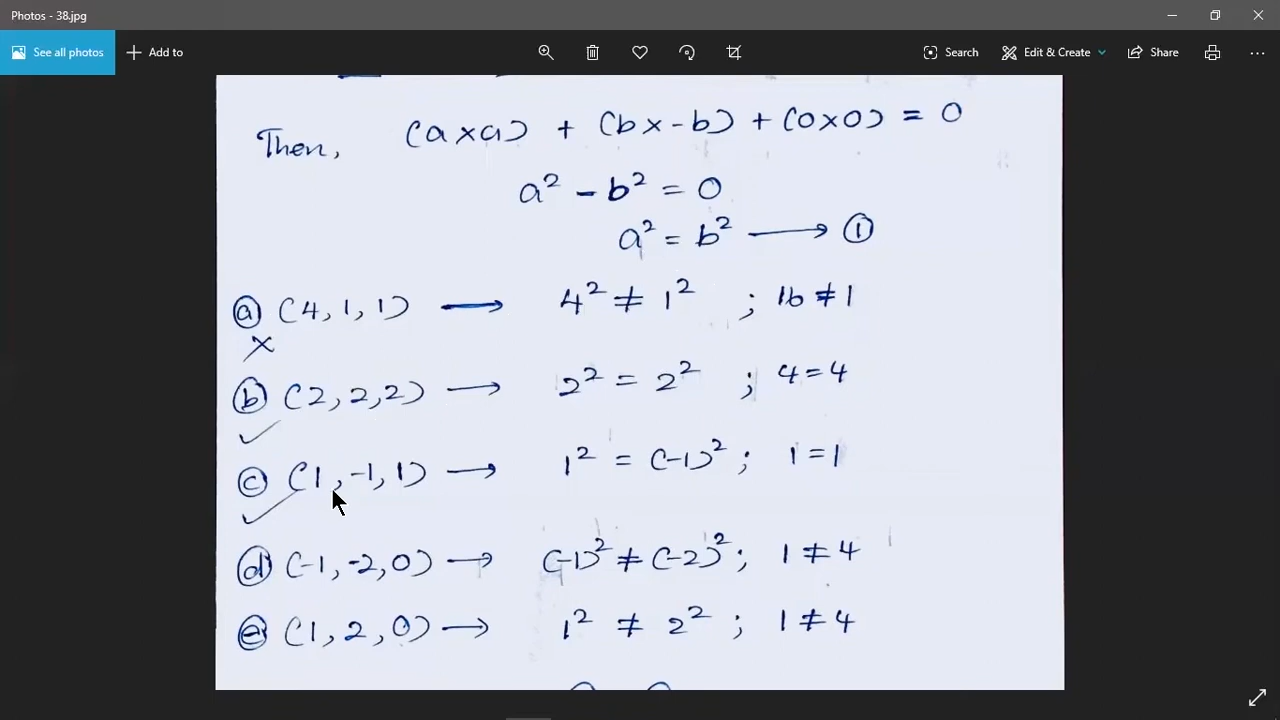 Photos - 38.jpg
See all photos
Add to
Search
Edit & Create
Share
Then, (a×a) + (b×-b) + (0×0) = 0
a² - b² = 0
a² = b² ⟶ ①
ⓐ (4, 1, 1) ⟶ 4² ≠ 1² ; 16 ≠ 1
×
ⓑ (2, 2, 2) ⟶ 2² = 2² ; 4 = 4
✓
ⓒ (1, -1, 1) ⟶ 1² = (-1)² ; 1 = 1
✓
ⓓ (-1, -2, 0) ⟶ (-1)² ≠ (-2)² ; 1 ≠ 4
ⓔ (1, 2, 0) ⟶ 1² ≠ 2² ; 1 ≠ 4